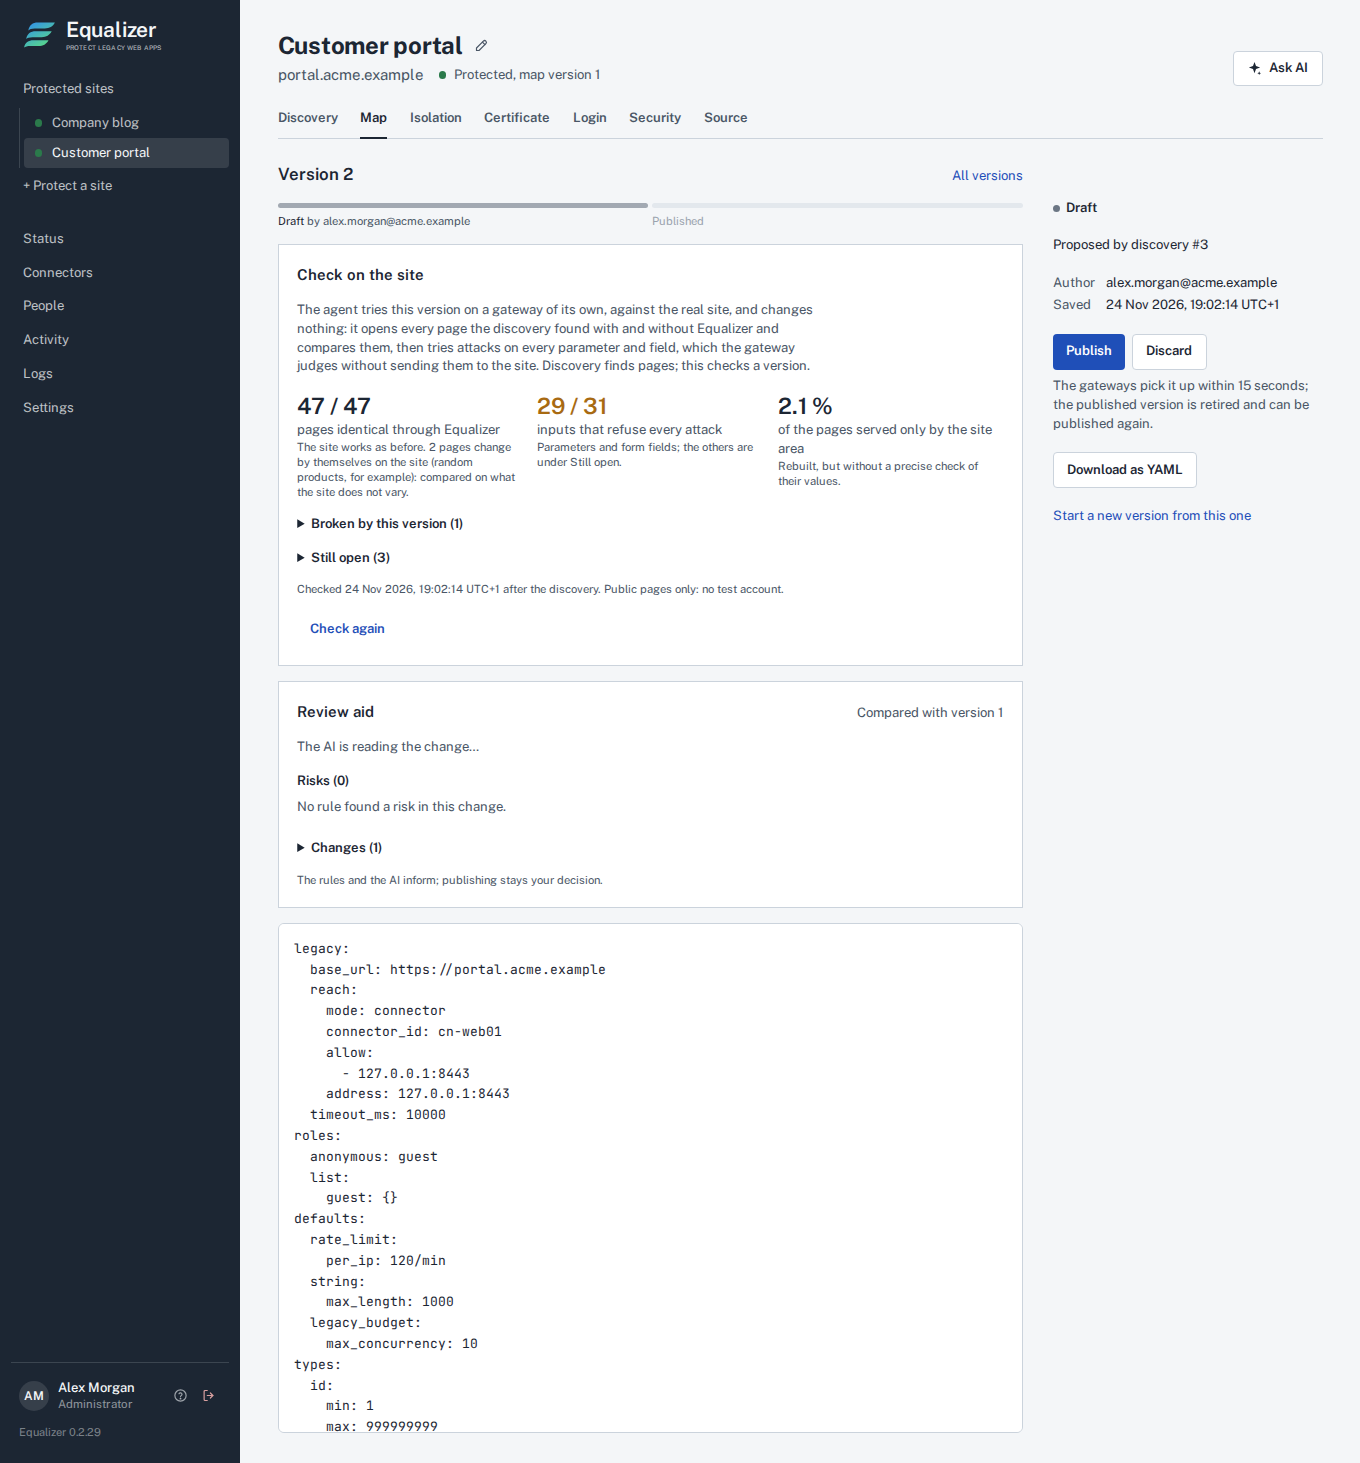 Equalizer
PROTECT LEGACY WEB APPS
Protected sites
Company blog
Customer portal
+ Protect a site
Status
Connectors
People
Activity
Logs
Settings
AM
Alex Morgan
Administrator
Equalizer 0.2.29
Customer portal
portal.acme.example
Protected, map version 1
Ask AI
Discovery
Map
Isolation
Certificate
Login
Security
Source
Version 2
All versions
Draft by alex.morgan@acme.example
Published
Check on the site
The agent tries this version on a gateway of its own, against the real site, and changes
nothing: it opens every page the discovery found with and without Equalizer and
compares them, then tries attacks on every parameter and field, which the gateway
judges without sending them to the site. Discovery finds pages; this checks a version.
47 / 47
pages identical through Equalizer
The site works as before. 2 pages change
by themselves on the site (random
products, for example): compared on what
the site does not vary.
29 / 31
inputs that refuse every attack
Parameters and form fields; the others are
under Still open.
2.1 %
of the pages served only by the site
area
Rebuilt, but without a precise check of
their values.
Broken by this version (1)
Still open (3)
Checked 24 Nov 2026, 19:02:14 UTC+1 after the discovery. Public pages only: no test account.
Check again
Review aid
Compared with version 1
The AI is reading the change...
Risks (0)
No rule found a risk in this change.
Changes (1)
The rules and the AI inform; publishing stays your decision.
legacy:
  base_url: https://portal.acme.example
  reach:
    mode: connector
    connector_id: cn-web01
    allow:
      - 127.0.0.1:8443
    address: 127.0.0.1:8443
  timeout_ms: 10000
roles:
  anonymous: guest
  list:
    guest: {}
defaults:
  rate_limit:
    per_ip: 120/min
  string:
    max_length: 1000
  legacy_budget:
    max_concurrency: 10
types:
  id:
    min: 1
    max: 999999999
Draft
Proposed by discovery #3
Author alex.morgan@acme.example
Saved 24 Nov 2026, 19:02:14 UTC+1
Publish
Discard
The gateways pick it up within 15 seconds;
the published version is retired and can be
published again.
Download as YAML
Start a new version from this one